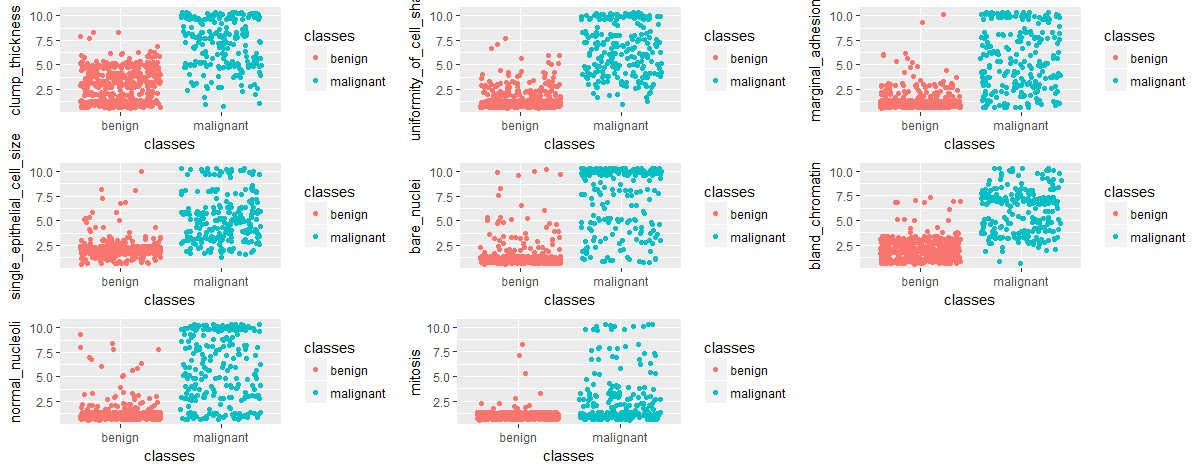 clump_thickness
10.0
7.5
5.0
2.5
benign malignant
classes
classes
benign
malignant
uniformity_of_cell_sha
10.0
7.5
5.0
2.5
benign malignant
classes
classes
benign
malignant
marginal_adhesion
10.0
7.5
5.0
2.5
benign malignant
classes
classes
benign
malignant
single_epithelial_cell_size
10.0
7.5
5.0
2.5
benign malignant
classes
classes
benign
malignant
bare_nuclei
10.0
7.5
5.0
2.5
benign malignant
classes
classes
benign
malignant
bland_chromatin
10.0
7.5
5.0
2.5
benign malignant
classes
classes
benign
malignant
normal_nucleoli
10.0
7.5
5.0
2.5
benign malignant
classes
classes
benign
malignant
mitosis
10.0
7.5
5.0
2.5
benign malignant
classes
classes
benign
malignant